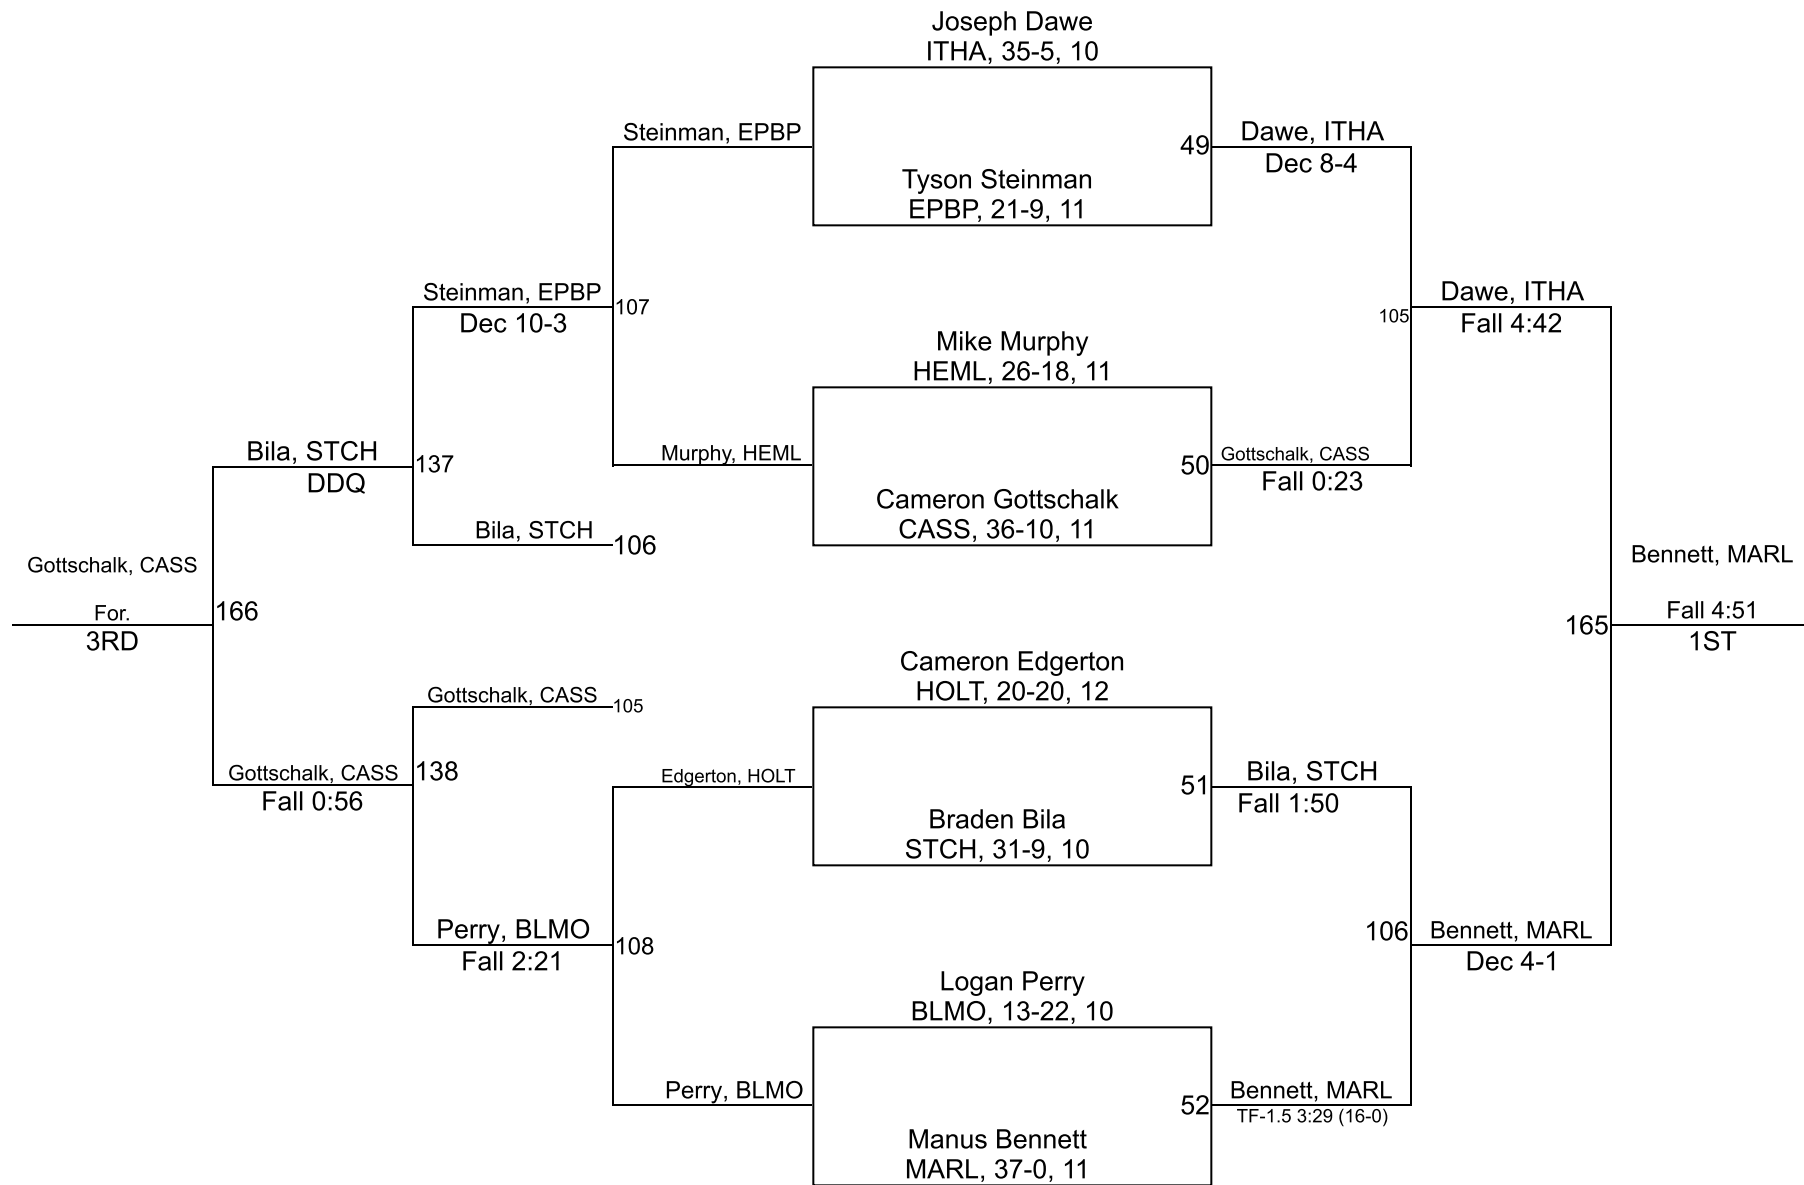 Joseph Dawe
ITHA, 35-5, 10
Steinman, EPBP
49
Dawe, ITHA
Dec 8-4
Tyson Steinman
EPBP, 21-9, 11
Steinman, EPBP
107
Dec 10-3
Dawe, ITHA
105
Fall 4:42
Mike Murphy
HEML, 26-18, 11
Bila, STCH
137
DDQ
Murphy, HEML
50
Gottschalk, CASS
Fall 0:23
Cameron Gottschalk
CASS, 36-10, 11
Bila, STCH
106
Gottschalk, CASS
For.
166
3RD
Bennett, MARL
Fall 4:51
165
1ST
Cameron Edgerton
HOLT, 20-20, 12
Gottschalk, CASS
105
Gottschalk, CASS
138
Fall 0:56
Edgerton, HOLT
51
Bila, STCH
Fall 1:50
Braden Bila
STCH, 31-9, 10
Perry, BLMO
108
Fall 2:21
106
Bennett, MARL
Dec 4-1
Logan Perry
BLMO, 13-22, 10
Perry, BLMO
52
Bennett, MARL
TF-1.5 3:29 (16-0)
Manus Bennett
MARL, 37-0, 11